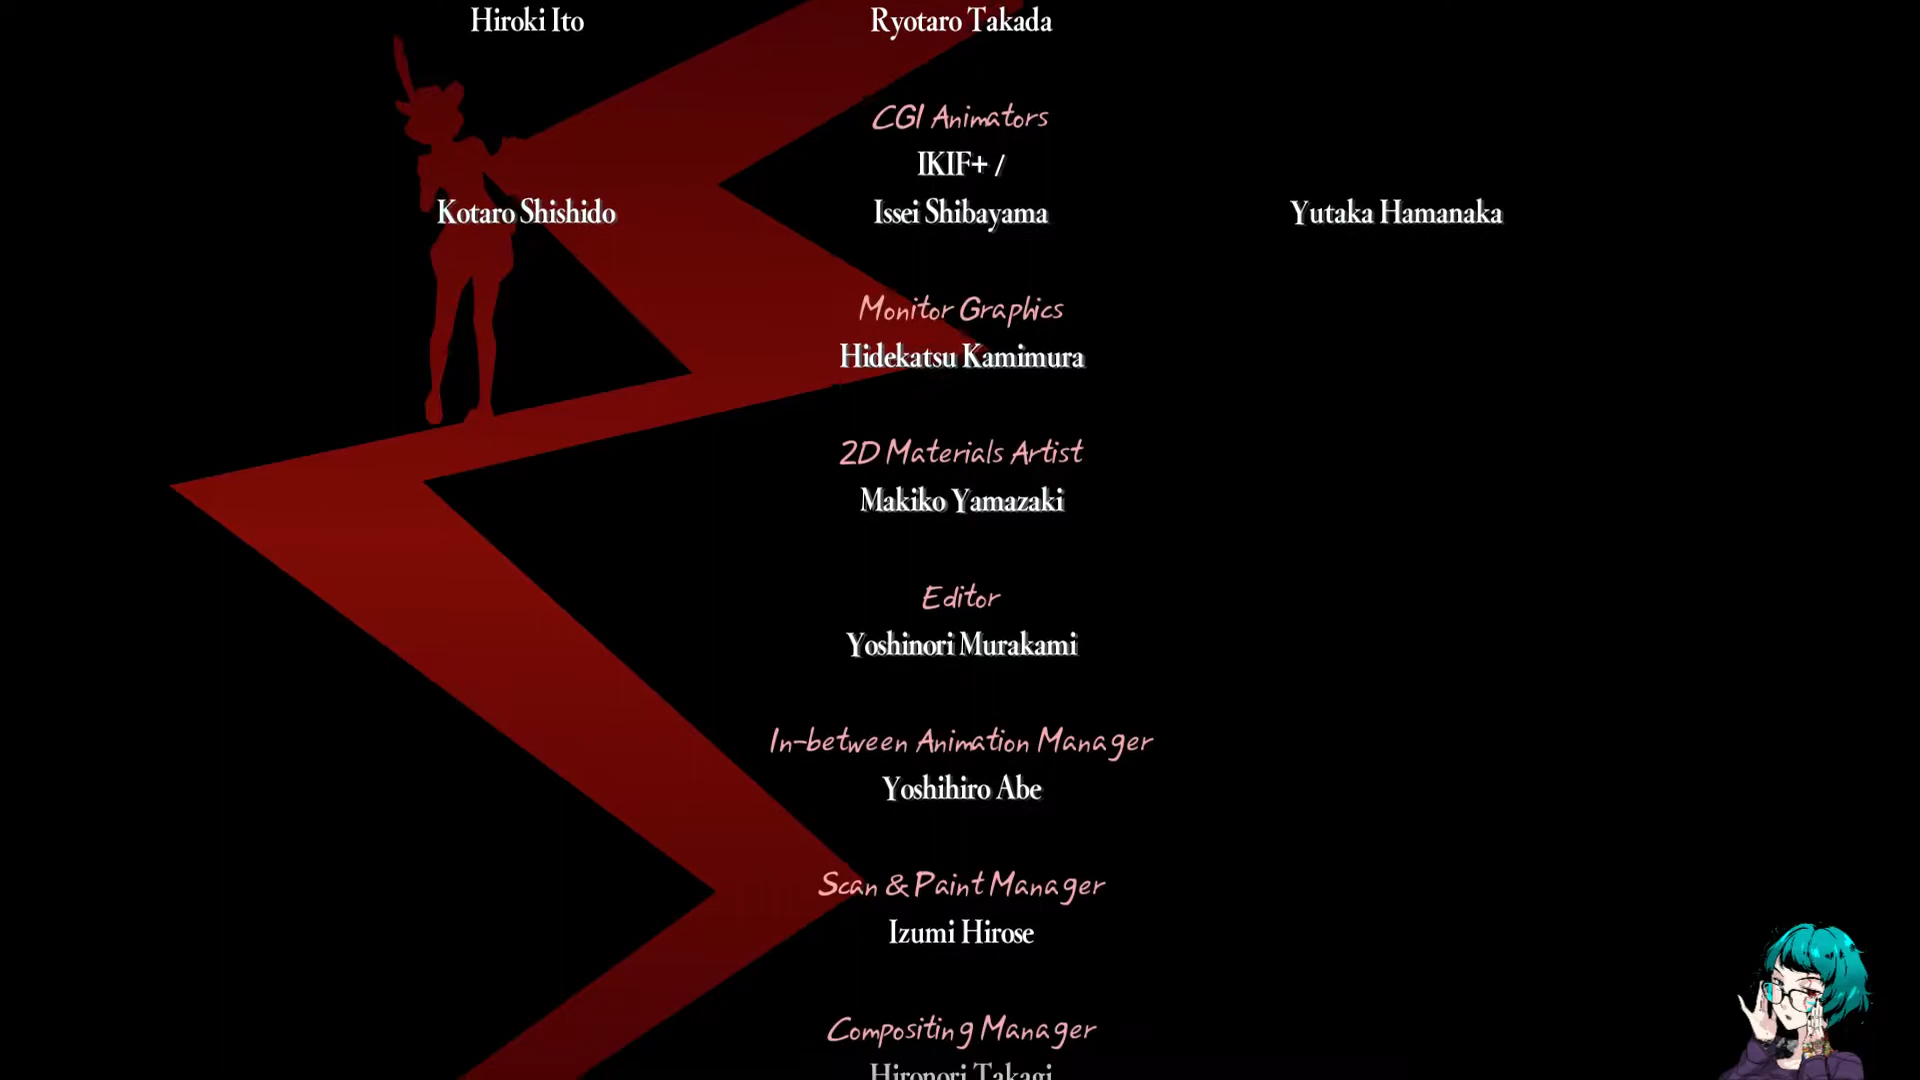 Hiroki Ito Ryotaro Takada
CGI Animators
IKIF+ /
Kotaro Shishido Issei Shibayama Yutaka Hamanaka
Monitor Graphics
Hidekatsu Kamimura
2D Materials Artist
Makiko Yamazaki
Editor
Yoshinori Murakami
In-between Animation Manager
Yoshihiro Abe
Scan & Paint Manager
Izumi Hirose
Compositing Manager
Hironori Takagi